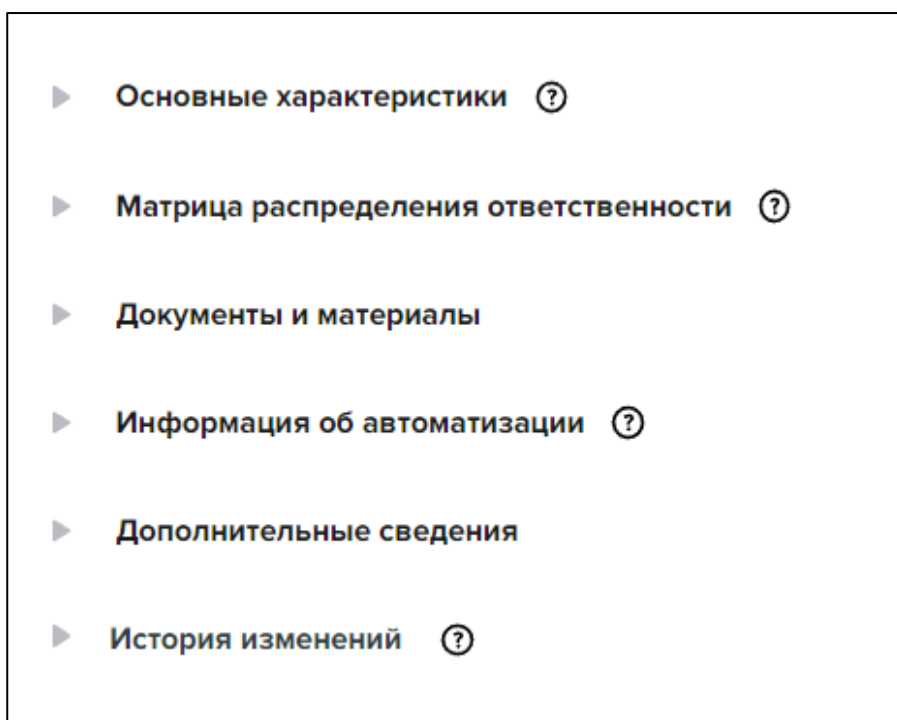 Основные характеристики ?
Матрица распределения ответственности ?
Документы и материалы
Информация об автоматизации ?
Дополнительные сведения
История изменений ?